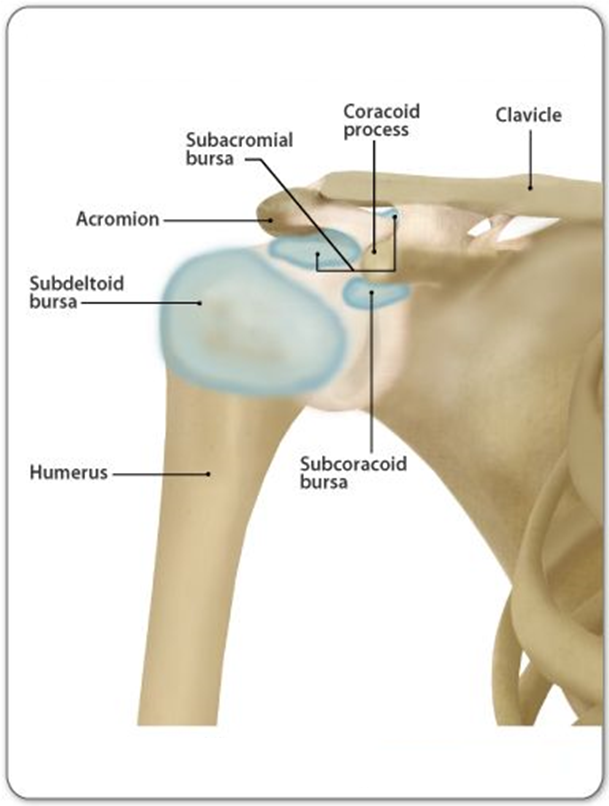 Coracoid
process
Clavicle
Subacromial
bursa
Acromion
Subdeltoid
bursa
Humerus
Subcoracoid
bursa